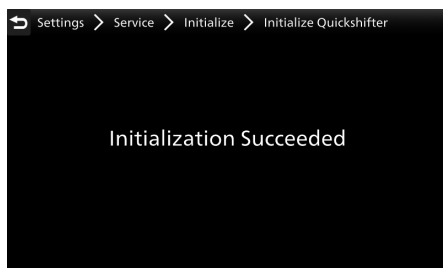 Settings > Service > Initialize > Initialize Quickshifter
Initialization Succeeded